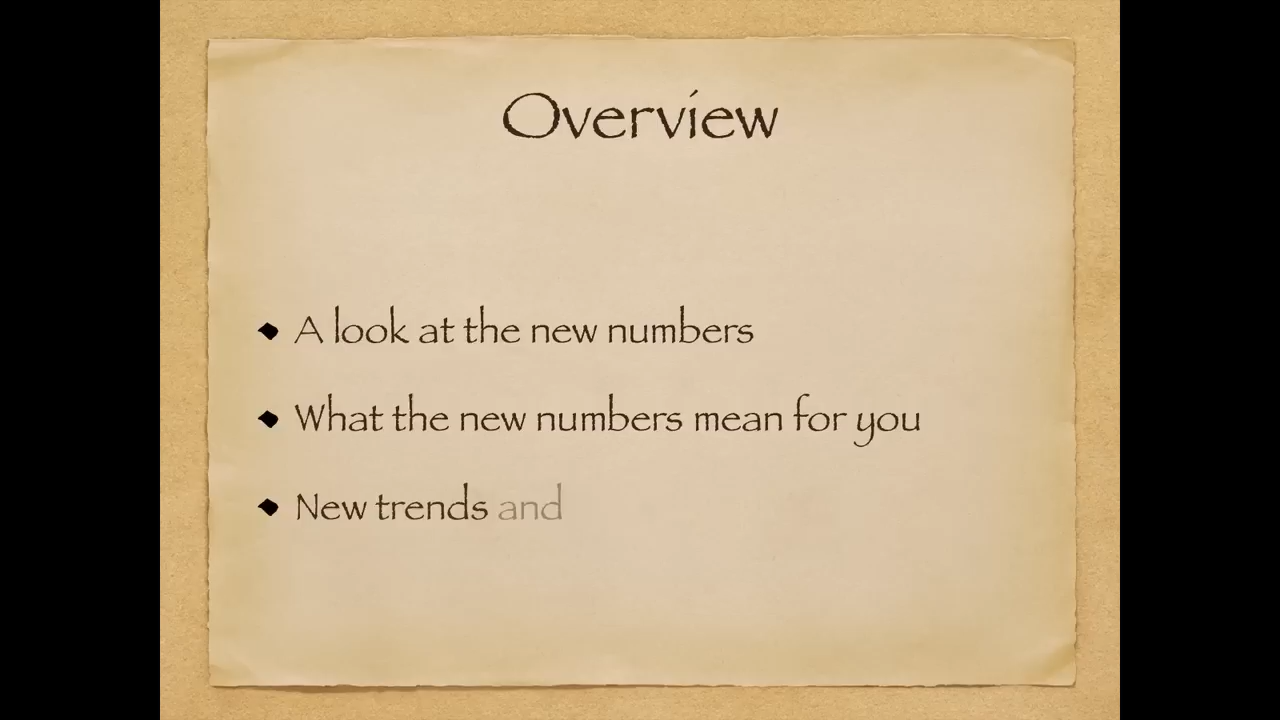 Overview
A look at the new numbers
What the new numbers mean for you
New trends and